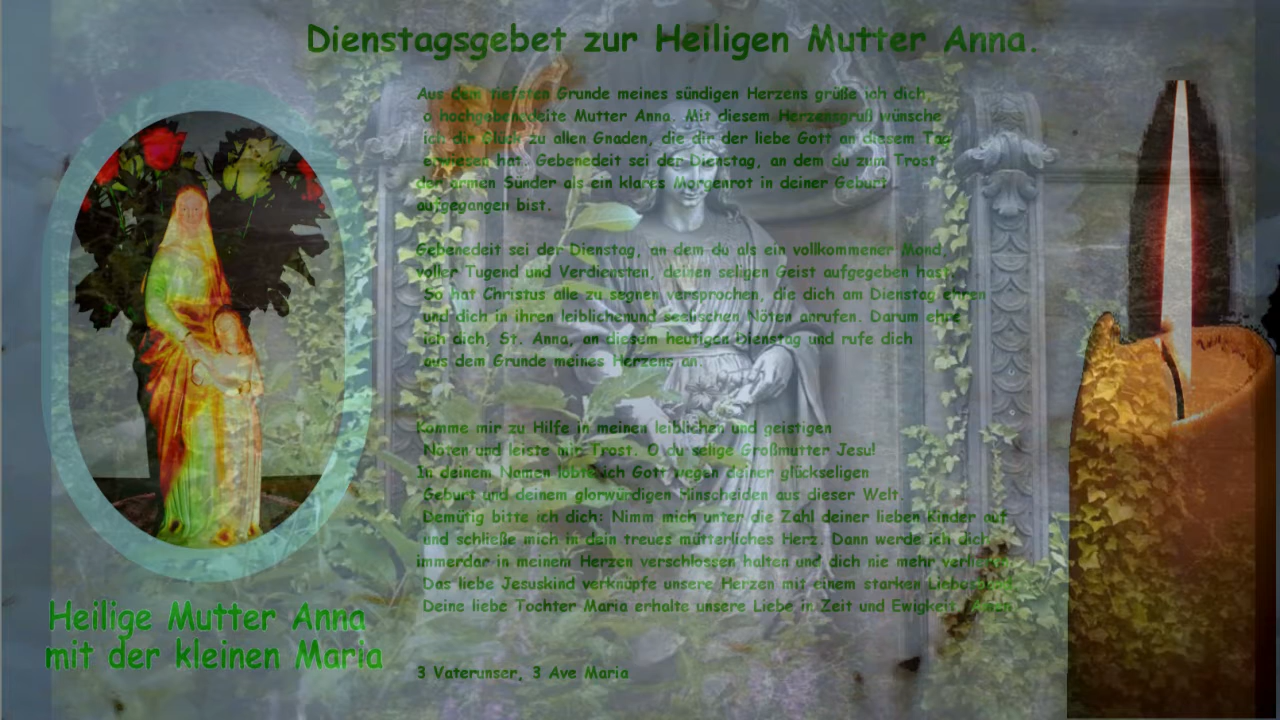 Dienstagsgebet zur Heiligen Mutter Anna.
Aus dem tiefsten Grunde meines sündigen Herzens grüße ich dich,
o hochgebenedeite Mutter Anna. Mit diesem Herzensgruß wünsche
ich dir Glück zu allen Gnaden, die dir der liebe Gott an diesem Tag
erwiesen hat. Gebenedeit sei der Dienstag, an dem du zum Trost
der armen Sünder als ein klares Morgenrot in deiner Geburt
aufgegangen bist.
Gebenedeit sei der Dienstag, an dem du als ein vollkommener Mond,
voller Tugend und Verdiensten, deinen seligen Geist aufgegeben hast.
So hat Christus alle zu segnen versprochen, die dich am Dienstag ehren
und dich in ihren leiblichenund seelischen Nöten anrufen. Darum ehre
ich dich, St. Anna, an diesem heutigen Dienstag und rufe dich
aus dem Grunde meines Herzens an.
Komme mir zu Hilfe in meinen leiblichen und geistigen
Nöten und leiste mir Trost. O du selige Großmutter Jesu!
In deinem Namen lobte ich Gott wegen deiner glückseligen
Geburt und deinem glorwürdigen Hinscheiden aus dieser Welt.
Demütig bitte ich dich: Nimm mich unter die Zahl deiner lieben Kinder auf
und schließe mich in dein treues mütterliches Herz. Dann werde ich dich
immerdar in meinem Herzen verschlossen halten und dich nie mehr verlieren.
Das liebe Jesuskind verknüpfe unsere Herzen mit einem starken
Deine liebe Tochter Maria erhalte unsere Liebe in Zeit und Ewigkeit. Amen
3 Vaterunser, 3 Ave Maria
Heilige Mutter Anna
mit der kleinen Maria